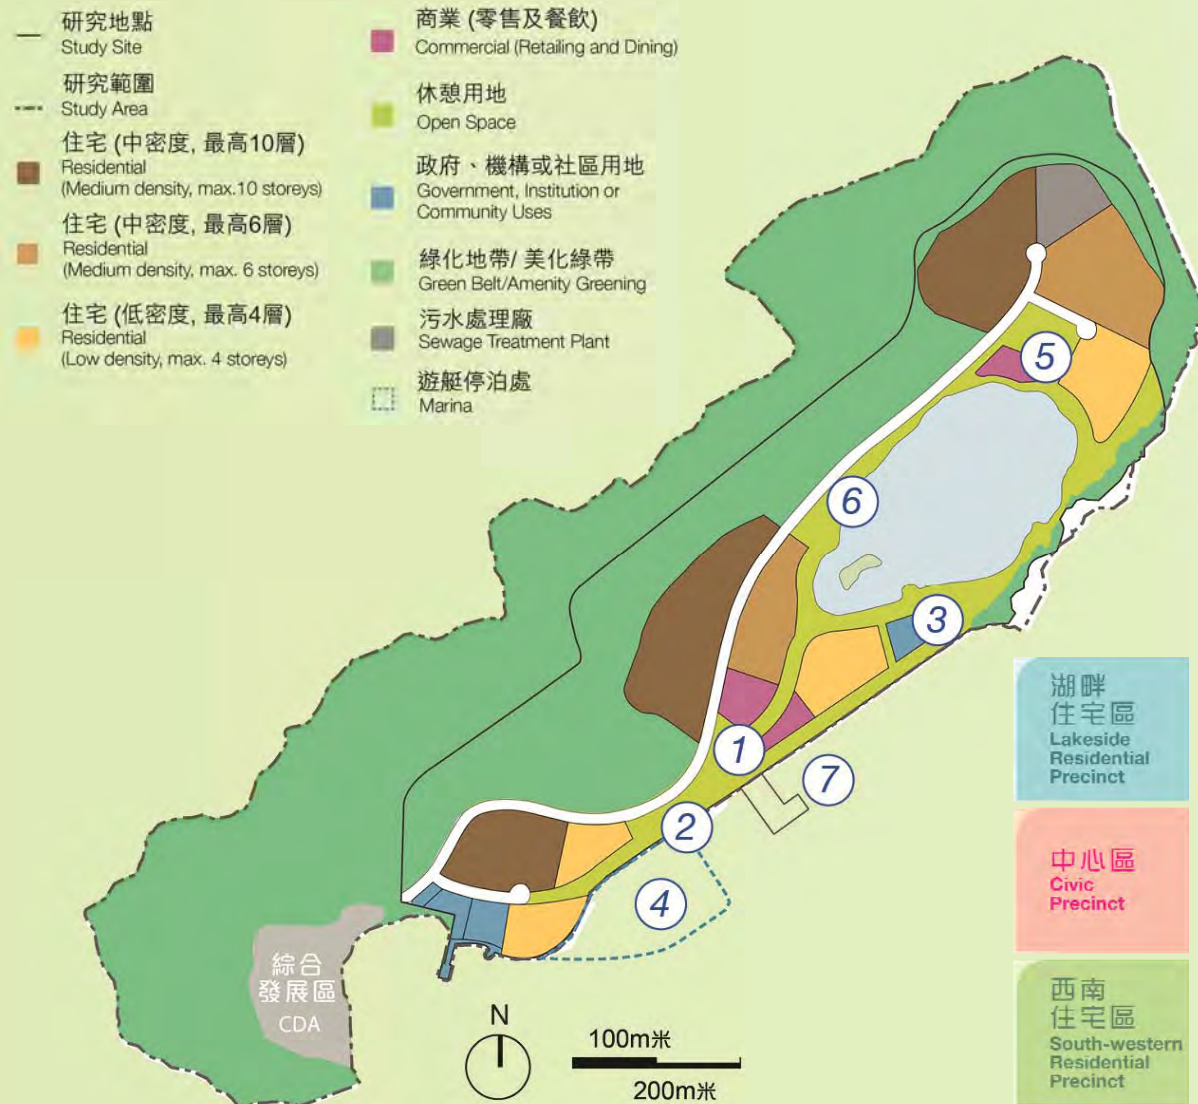 研究地點
Study Site
研究範圍
Study Area
住宅 (中密度, 最高10層)
Residential
(Medium density, max.10 storeys)
住宅 (中密度, 最高6層)
Residential
(Medium density, max. 6 storeys)
住宅 (低密度, 最高4層)
Residential
(Low density, max. 4 storeys)
商業 (零售及餐飲)
Commercial (Retailing and Dining)
休憩用地
Open Space
政府、機構或社區用地
Government, Institution or
Community Uses
綠化地帶/ 美化綠帶
Green Belt/Amenity Greening
污水處理廠
Sewage Treatment Plant
遊艇停泊處
Marina
5
6
3
1
7
2
4
綜合
發展區
CDA
N
100m米
200m米
湖畔
住宅區
Lakeside
Residential
Precinct
中心區
Civic
Precinct
西南
住宅區
South-western
Residential
Precinct